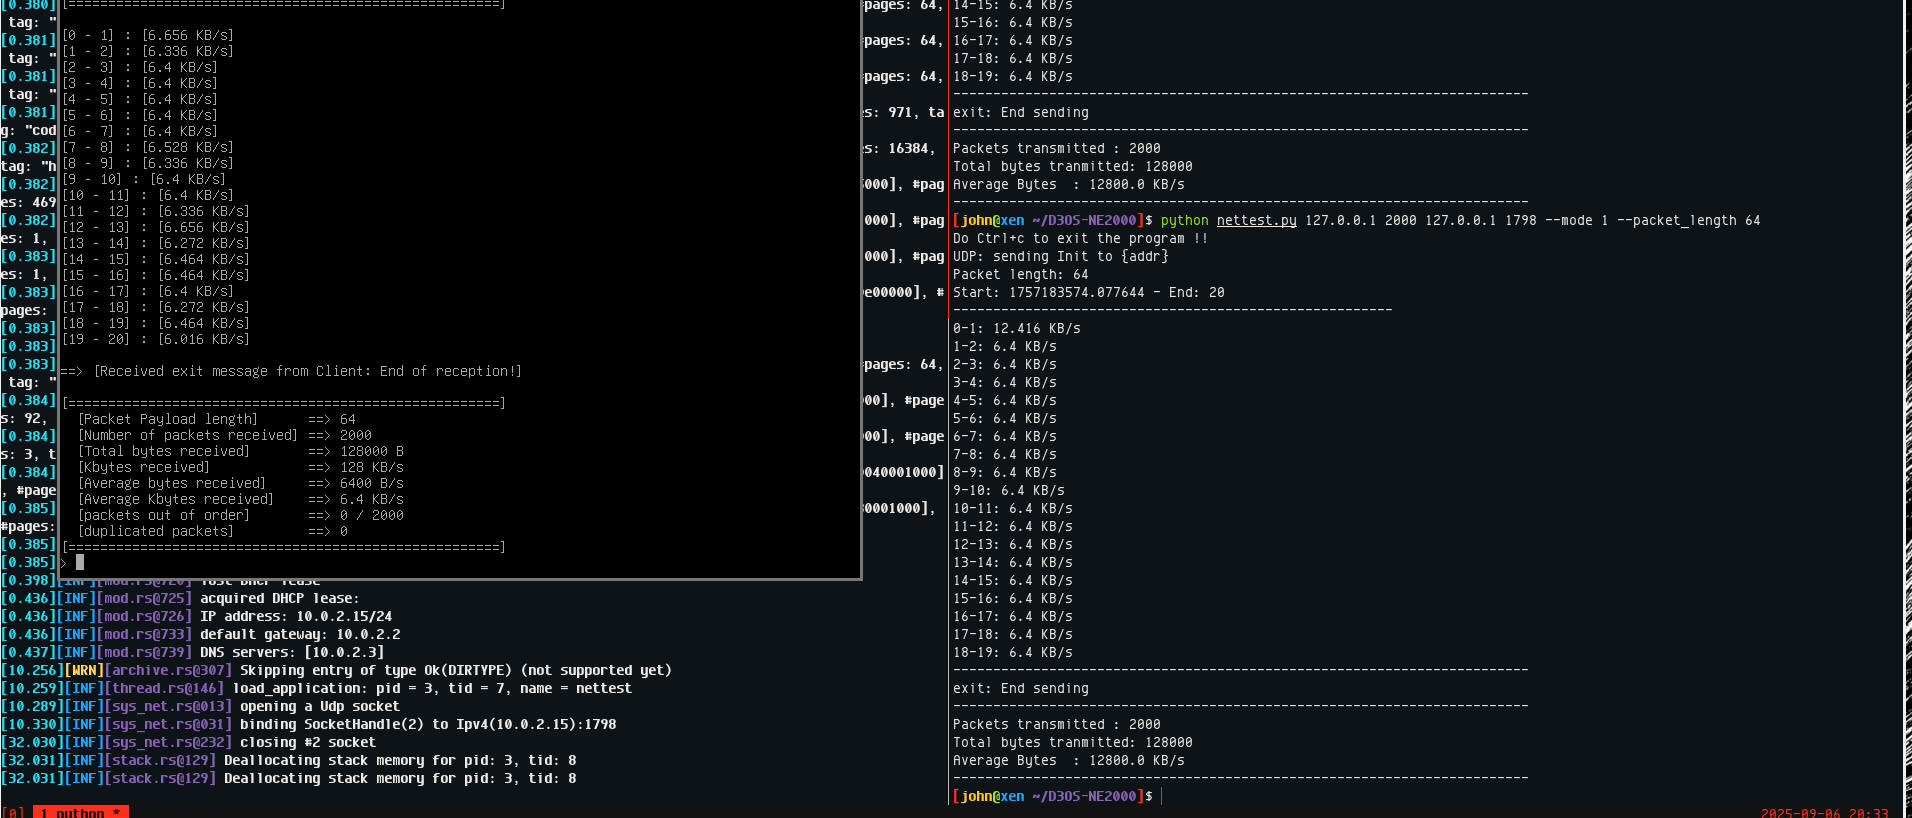 [===================================================]
[0 - 1] : [6.656 KB/s]
[1 - 2] : [6.336 KB/s]
[2 - 3] : [6.4 KB/s]
[3 - 4] : [6.4 KB/s]
[4 - 5] : [6.4 KB/s]
[5 - 6] : [6.4 KB/s]
[6 - 7] : [6.4 KB/s]
[7 - 8] : [6.528 KB/s]
[8 - 9] : [6.336 KB/s]
[9 - 10] : [6.4 KB/s]
[10 - 11] : [6.4 KB/s]
[11 - 12] : [6.336 KB/s]
[12 - 13] : [6.656 KB/s]
[13 - 14] : [6.272 KB/s]
[14 - 15] : [6.464 KB/s]
[15 - 16] : [6.464 KB/s]
[16 - 17] : [6.4 KB/s]
[17 - 18] : [6.272 KB/s]
[18 - 19] : [6.464 KB/s]
[19 - 20] : [6.016 KB/s]
==> [Received exit message from Client: End of reception!]
[===================================================]
[Packet Payload length] ==> 64
[Number of packets received] ==> 2000
[Total bytes received] ==> 128000 B
[Kbytes received] ==> 128 KB/s
[Average bytes received] ==> 6400 B/s
[Average Kbytes received] ==> 6.4 KB/s
[packets out of order] ==> 0 / 2000
[duplicated packets] ==> 0
[===================================================]
>
[0.380]
tag: "
[0.381]
tag: "
[0.381]
tag: "
[0.381]
g: "cod
[0.382]
tag: "h
[0.382]
es: 469
[0.382]
es: 1,
[0.383]
es: 1,
[0.383]
pages:
[0.383]
[0.383]
[0.383]
tag: "
[0.384]
s: 92,
[0.384]
s: 3, t
[0.384]
, #page
[0.385]
#pages:
[0.385]
[0.385]
pages: 64,
pages: 64,
pages: 64,
s: 971, ta
s: 16384,
000], #pag
000], #pag
000], #pag
e00000], #
#pages: 64,
00], #page
000], #page
040001000]
0001000],
[0.398][INF][mod.rs@720]
[0.436][INF][mod.rs@725] acquired DHCP lease:
[0.436][INF][mod.rs@726] IP address: 10.0.2.15/24
[0.436][INF][mod.rs@733] default gateway: 10.0.2.2
[0.437][INF][mod.rs@739] DNS servers: [10.0.2.3]
[10.256][WRN][archive.rs@307] Skipping entry of type Ok(DIRTYPE) (not supported yet)
[10.259][INF][thread.rs@146] load_application: pid = 3, tid = 7, name = nettest
[10.289][INF][sys_net.rs@013] opening a Udp socket
[10.330][INF][sys_net.rs@031] binding SocketHandle(2) to Ipv4(10.0.2.15):1798
[32.030][INF][sys_net.rs@232] closing #2 socket
[32.031][INF][stack.rs@129] Deallocating stack memory for pid: 3, tid: 8
[32.031][INF][stack.rs@129] Deallocating stack memory for pid: 3, tid: 8
14-15: 6.4 KB/s
15-16: 6.4 KB/s
16-17: 6.4 KB/s
17-18: 6.4 KB/s
18-19: 6.4 KB/s
------------------------------------------------------------------------
exit: End sending
------------------------------------------------------------------------
Packets transmitted : 2000
Total bytes tranmitted: 128000
Average Bytes  : 12800.0 KB/s
------------------------------------------------------------------------
[john@xen ~/D3OS-NE2000]$ python nettest.py 127.0.0.1 2000 127.0.0.1 1798 --mode 1 --packet_length 64
Do Ctrl+c to exit the program !!
UDP: sending Init to {addr}
Packet length: 64
Start: 1757183574.077644 - End: 20
-------------------------------------------------------
0-1: 12.416 KB/s
1-2: 6.4 KB/s
2-3: 6.4 KB/s
3-4: 6.4 KB/s
4-5: 6.4 KB/s
5-6: 6.4 KB/s
6-7: 6.4 KB/s
7-8: 6.4 KB/s
8-9: 6.4 KB/s
9-10: 6.4 KB/s
10-11: 6.4 KB/s
11-12: 6.4 KB/s
12-13: 6.4 KB/s
13-14: 6.4 KB/s
14-15: 6.4 KB/s
15-16: 6.4 KB/s
16-17: 6.4 KB/s
17-18: 6.4 KB/s
18-19: 6.4 KB/s
------------------------------------------------------------------------
exit: End sending
------------------------------------------------------------------------
Packets transmitted : 2000
Total bytes tranmitted: 128000
Average Bytes  : 12800.0 KB/s
------------------------------------------------------------------------
[john@xen ~/D3OS-NE2000]$
[0] 1 python *
2025-09-06 20:33